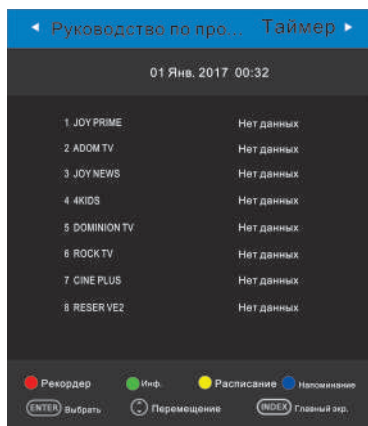 Руководство по про... Таймер
01 Янв. 2017 00:32
1 JOY PRIME Нет данных
2 ADOM TV Нет данных
3 JOY NEWS Нет данных
4 4KIDS Нет данных
5 DOMINION TV Нет данных
6 ROCK TV Нет данных
7 CINE PLUS Нет данных
8 RESER VE2 Нет данных
Рекордер Инф. Расписание Напоминание
ENTER Выбрать Перемещение INDEX Главный экр.